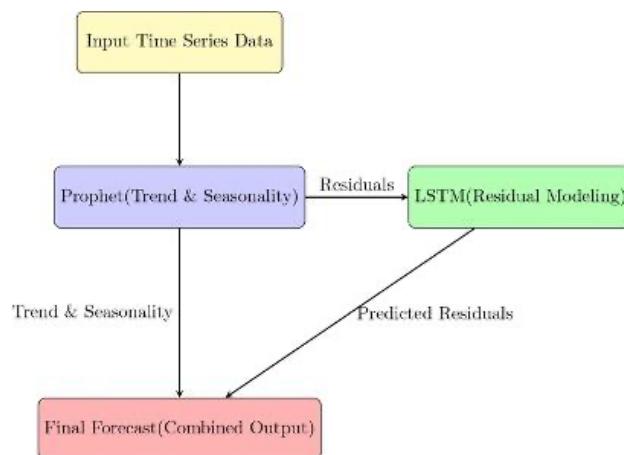 Input Time Series Data
Prophet(Trend & Seasonality)
Residuals
LSTM(Residual Modeling)
Trend & Seasonality
Predicted Residuals
Final Forecast(Combined Output)